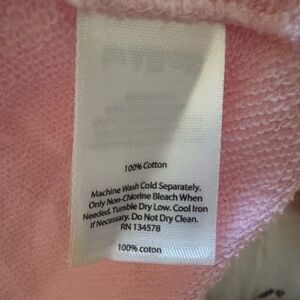 100% Cotton
Machine Wash Cold Separately.
Only Non-Chlorine Bleach When
Needed. Tumble Dry Low. Cool Iron
If Necessary. Do Not Dry Clean.
RN 134578
100% coton